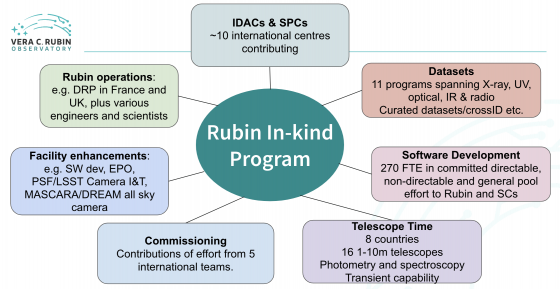 VERA C. RUBIN
OBSERVATORY
IDACs & SPCs
~10 international centres
contributing
Rubin operations:
e.g. DRP in France and
UK, plus various
engineers and scientists
Datasets
11 programs spanning X-ray, UV,
optical, IR & radio
Curated datasets/crossID etc.
Rubin In-kind
Program
Facility enhancements:
e.g. SW dev, EPO,
PSF/LSST Camera I&T,
MASCARA/DREAM all sky
camera
Software Development
270 FTE in committed directable,
non-directable and general pool
effort to Rubin and SCs
Commissioning
Contributions of effort from 5
international teams.
Telescope Time
8 countries
16 1-10m telescopes
Photometry and spectroscopy
Transient capability